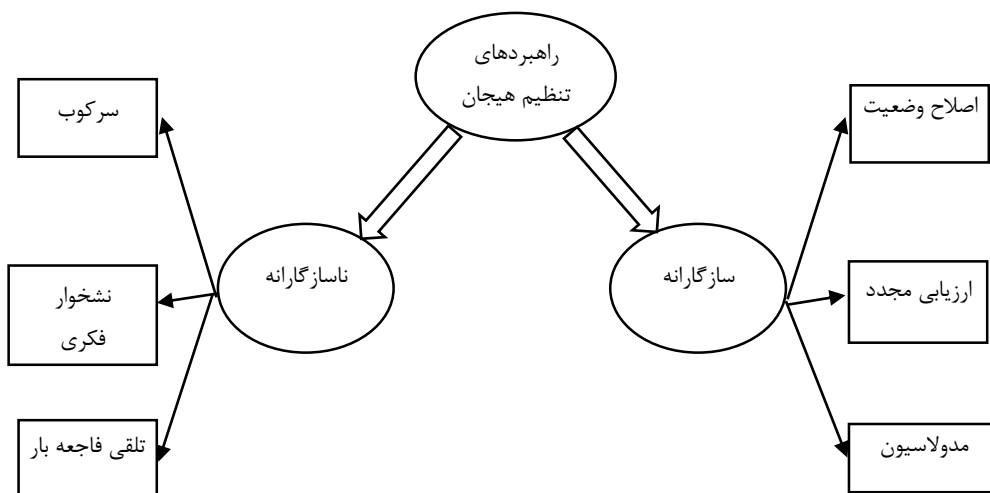 راهبردهای
تنظیم هیجان
اصلاح وضعیت
سرکوب
سازگارانه
ناسازگارانه
ارزیابی مجدد
نشخوار
فکری
مدولاسیون
تلقی فاجعه بار